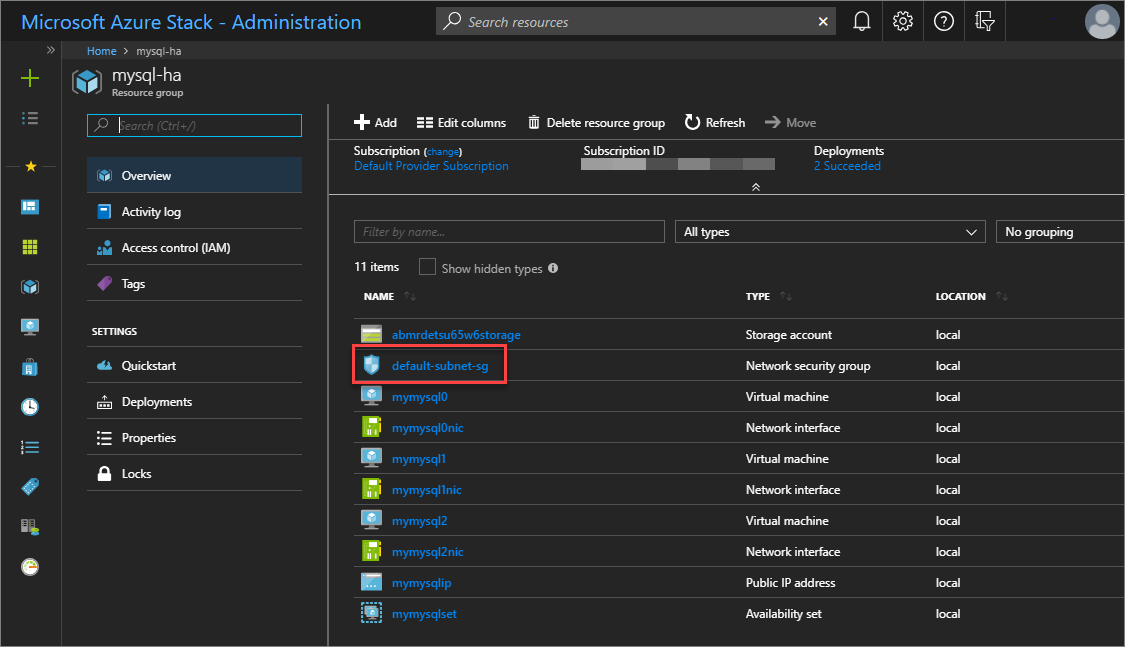 Microsoft Azure Stack - Administration
Search resources
Home > mysql-ha
mysql-ha
Resource group
Search (Ctrl+/)
Overview
Activity log
Access control (IAM)
Tags
SETTINGS
Quickstart
Deployments
Properties
Locks
Add Edit columns Delete resource group Refresh Move
Subscription (change) Subscription ID Deployments
Default Provider Subscription 2 Succeeded
Filter by name... All types No grouping
11 items Show hidden types
NAME TYPE LOCATION
abmrdetsu65w6storage Storage account local
default-subnet-sg Network security group local
mymysql0 Virtual machine local
mymysql0nic Network interface local
mymysql1 Virtual machine local
mymysql1nic Network interface local
mymysql2 Virtual machine local
mymysql2nic Network interface local
mymysqlip Public IP address local
mymysqlset Availability set local